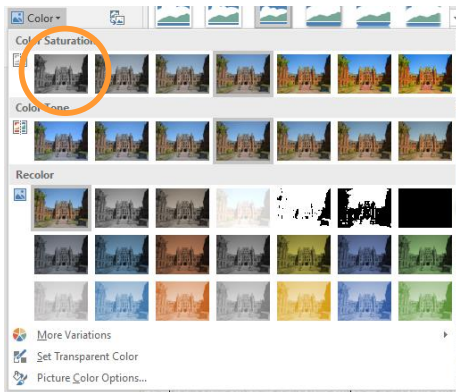 Color
Color Saturation
Color Tone
Recolor
More Variations
Set Transparent Color
Picture Color Options...